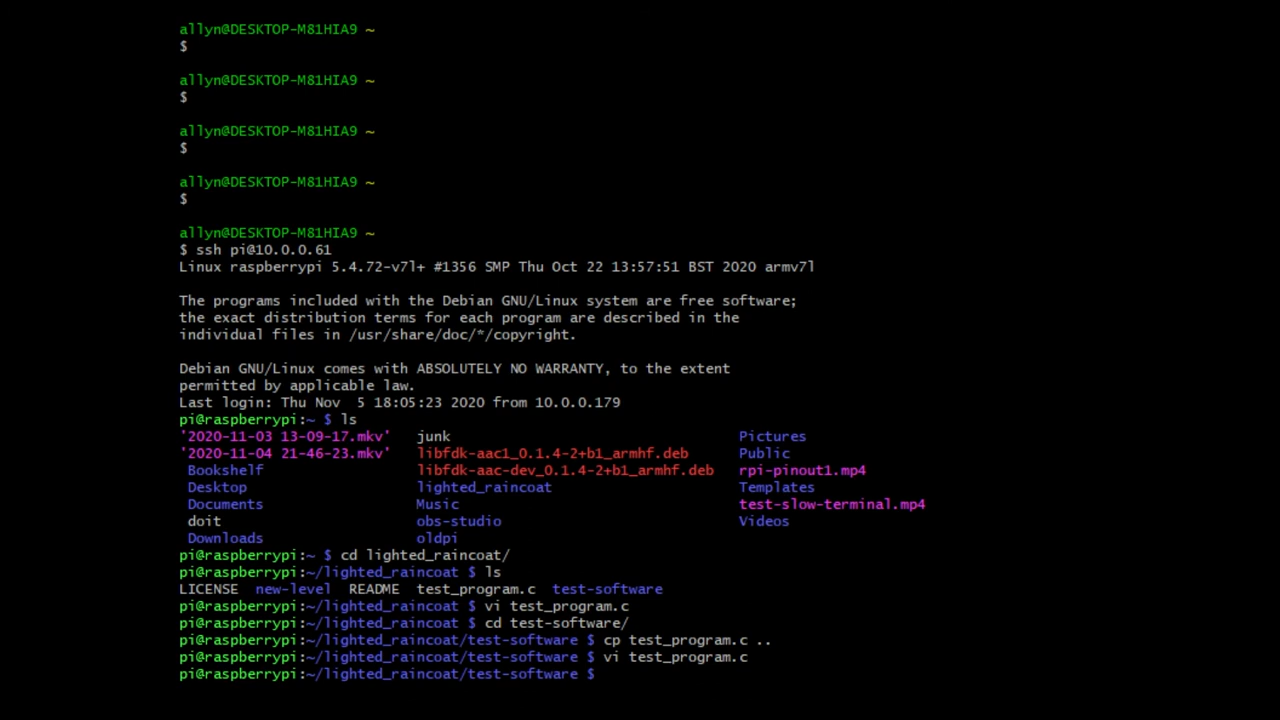 allyn@DESKTOP-M81HIA9 ~
$
allyn@DESKTOP-M81HIA9 ~
$
allyn@DESKTOP-M81HIA9 ~
$
allyn@DESKTOP-M81HIA9 ~
$
allyn@DESKTOP-M81HIA9 ~
$ ssh pi@10.0.0.61
Linux raspberrypi 5.4.72-v7l+ #1356 SMP Thu Oct 22 13:57:51 BST 2020 armv7l
The programs included with the Debian GNU/Linux system are free software;
the exact distribution terms for each program are described in the
individual files in /usr/share/doc/*/copyright.
Debian GNU/Linux comes with ABSOLUTELY NO WARRANTY, to the extent
permitted by applicable law.
Last login: Thu Nov  5 18:05:23 2020 from 10.0.0.179
pi@raspberrypi:~ $ ls
'2020-11-03 13-09-17.mkv'   junk                                  Pictures
'2020-11-04 21-46-23.mkv'   libfdk-aac1_0.1.4-2+b1_armhf.deb      Public
 Bookshelf                  libfdk-aac-dev_0.1.4-2+b1_armhf.deb   rpi-pinout1.mp4
 Desktop                    lighted_raincoat                      Templates
 Documents                  Music                                 test-slow-terminal.mp4
 doit                       obs-studio                            Videos
 Downloads                  oldpi
pi@raspberrypi:~ $ cd lighted_raincoat/
pi@raspberrypi:~/lighted_raincoat $ ls
LICENSE  new-level  README  test_program.c  test-software
pi@raspberrypi:~/lighted_raincoat $ vi test_program.c
pi@raspberrypi:~/lighted_raincoat $ cd test-software/
pi@raspberrypi:~/lighted_raincoat/test-software $ cp test_program.c ..
pi@raspberrypi:~/lighted_raincoat/test-software $ vi test_program.c
pi@raspberrypi:~/lighted_raincoat/test-software $